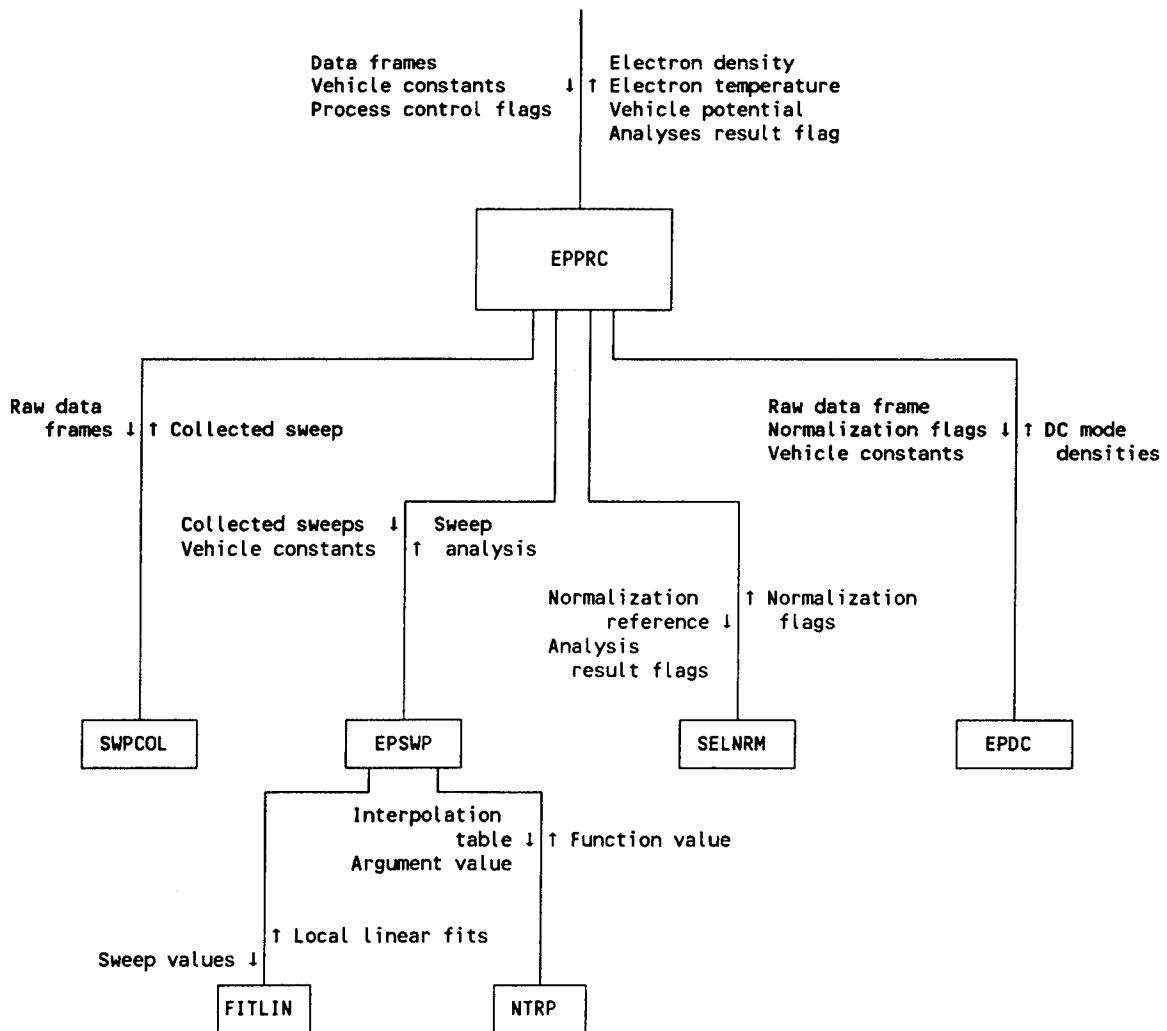 Data frames
Vehicle constants ↓
Process control flags
Electron density
↑ Electron temperature
Vehicle potential
Analyses result flag
EPPRC
Raw data
frames ↓
↑ Collected sweep
Raw data frame
Normalization flags ↓
Vehicle constants
↑ DC mode
densities
Collected sweeps ↓
Vehicle constants
Sweep
↑ analysis
Normalization
reference ↓
Analysis
result flags
↑ Normalization
flags
SWPCOL
EPSWP
SELNRM
EPDC
Interpolation
table ↓
Argument value
↑ Function value
↑ Local linear fits
Sweep values ↓
FITLIN
NTRP